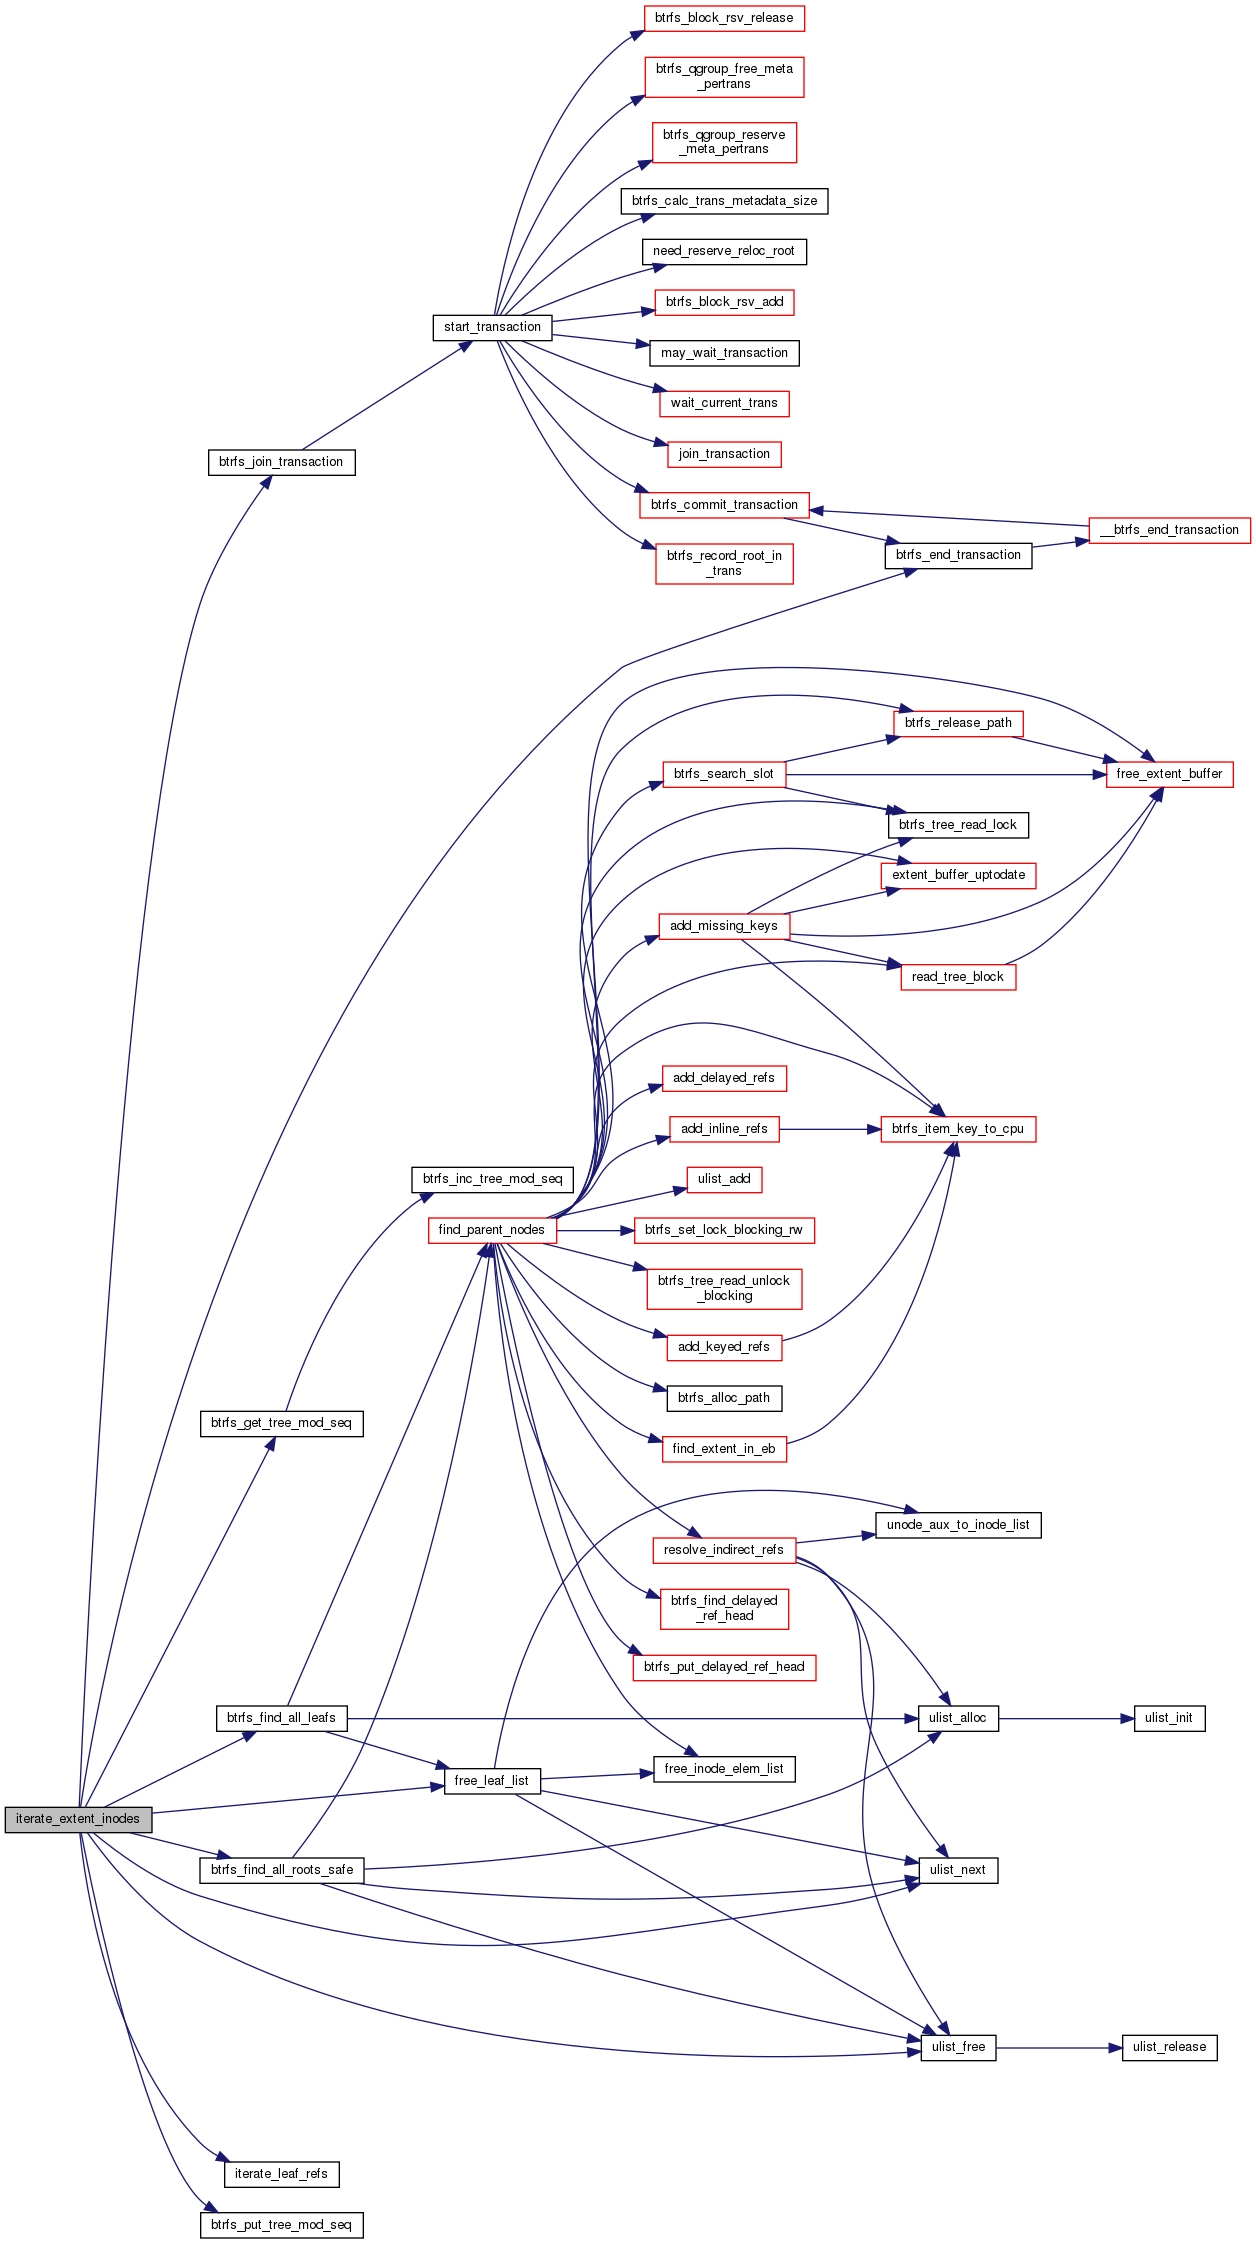 btrfs_block_rsv_release
btrfs_qgroup_free_meta
_pertrans
btrfs_qgroup_reserve
_meta_pertrans
btrfs_calc_trans_metadata_size
need_reserve_reloc_root
btrfs_block_rsv_add
start_transaction
may_wait_transaction
wait_current_trans
join_transaction
btrfs_join_transaction
btrfs_commit_transaction
__btrfs_end_transaction
btrfs_end_transaction
btrfs_record_root_in
_trans
btrfs_release_path
btrfs_search_slot
free_extent_buffer
btrfs_tree_read_lock
extent_buffer_uptodate
add_missing_keys
read_tree_block
add_delayed_refs
add_inline_refs
btrfs_item_key_to_cpu
btrfs_inc_tree_mod_seq
ulist_add
find_parent_nodes
btrfs_set_lock_blocking_rw
btrfs_tree_read_unlock
_blocking
add_keyed_refs
btrfs_alloc_path
btrfs_get_tree_mod_seq
find_extent_in_eb
unode_aux_to_inode_list
resolve_indirect_refs
btrfs_find_delayed
_ref_head
btrfs_put_delayed_ref_head
btrfs_find_all_leafs
ulist_alloc
ulist_init
free_inode_elem_list
free_leaf_list
iterate_extent_inodes
btrfs_find_all_roots_safe
ulist_next
ulist_free
ulist_release
iterate_leaf_refs
btrfs_put_tree_mod_seq